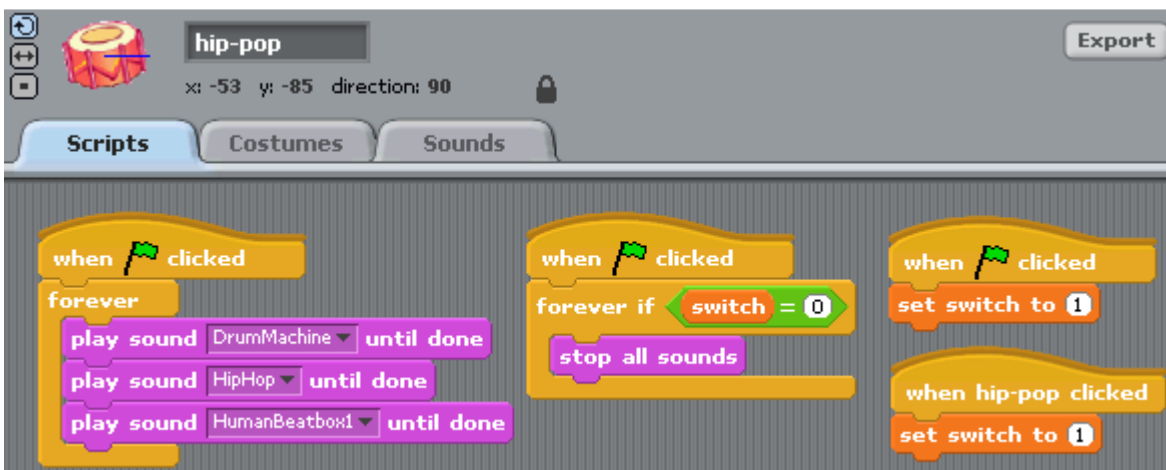 hip-pop
Export
x: -53 y: -85 direction: 90
Scripts
Costumes
Sounds
when clicked
forever
play sound DrumMachine until done
play sound HipHop until done
play sound HumanBeatbox1 until done
when clicked
forever if switch = 0
stop all sounds
when clicked
set switch to 1
when hip-pop clicked
set switch to 1